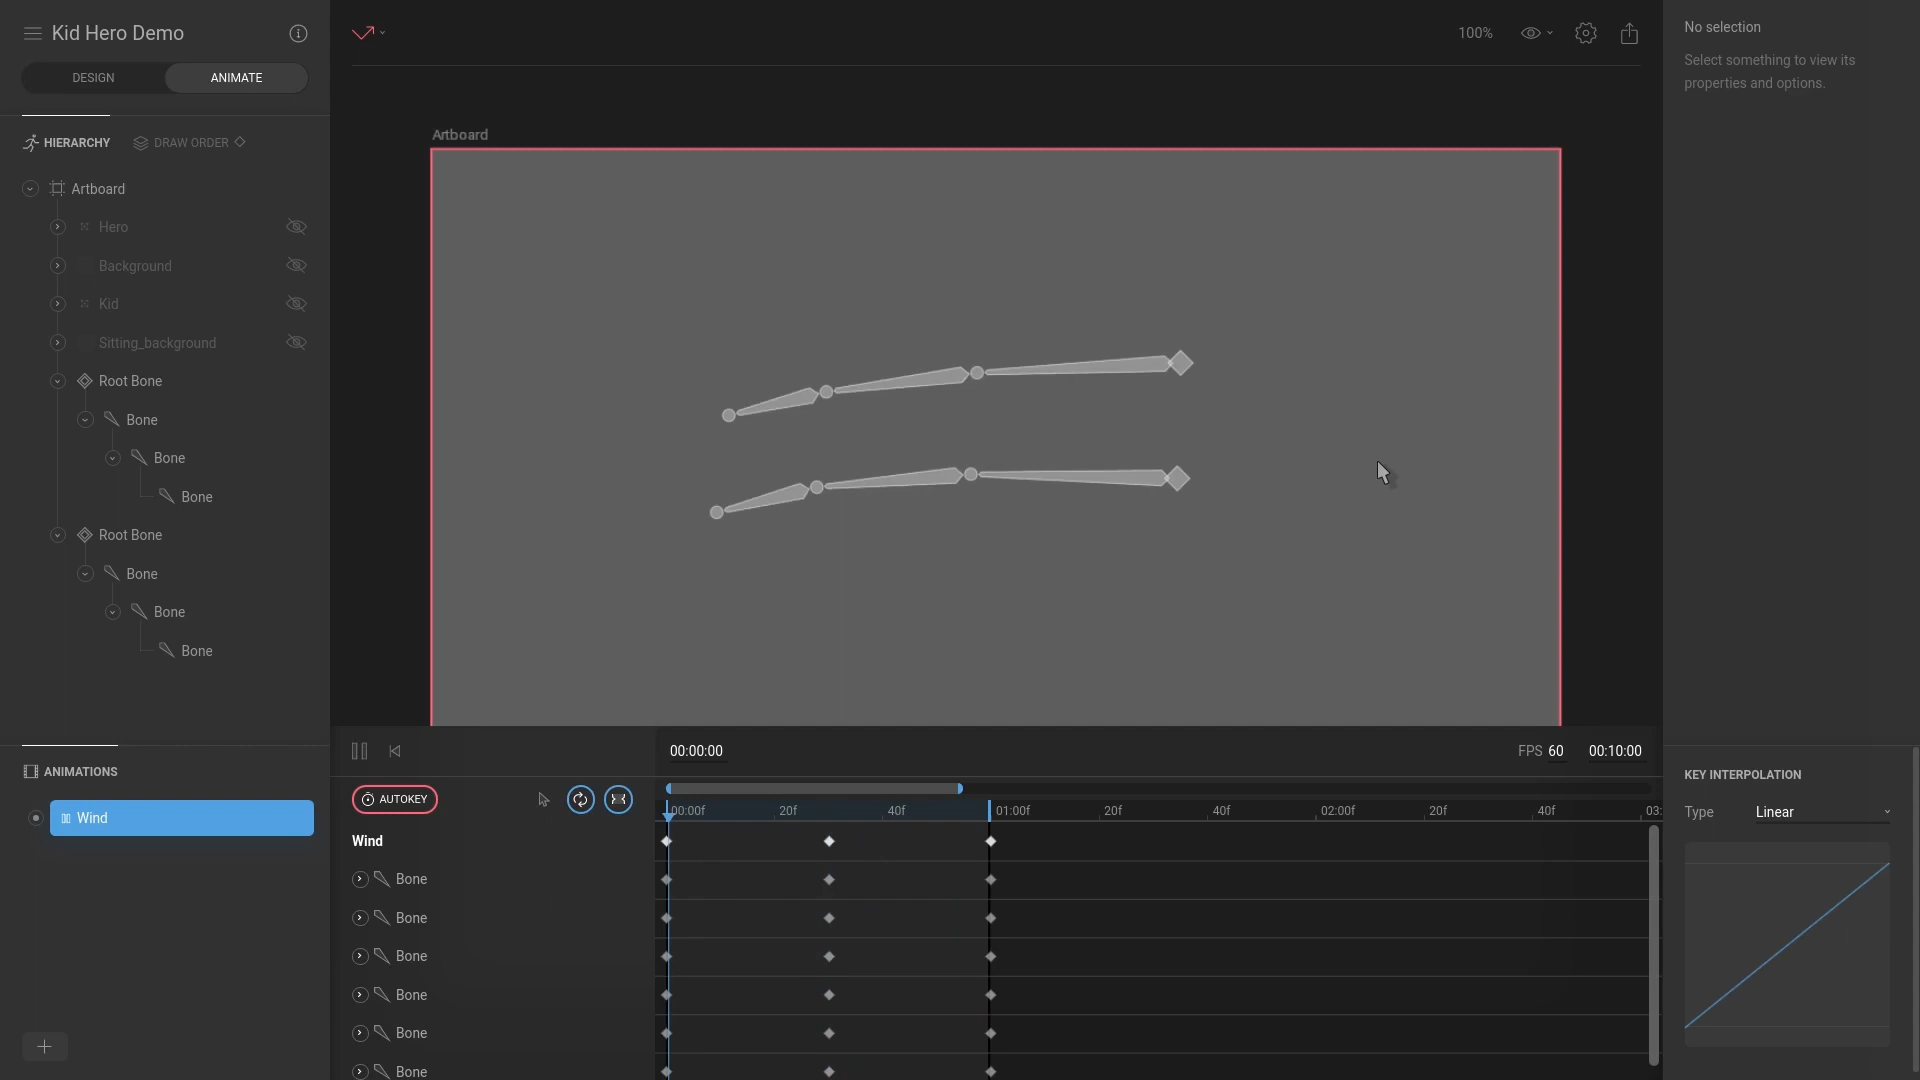 Kid Hero Demo
DESIGN
ANIMATE
HIERARCHY
DRAW ORDER
Artboard
Hero
Background
Kid
Sitting_background
Root Bone
Bone
Bone
Bone
Root Bone
Bone
Bone
Bone
ANIMATIONS
Wind
100%
Artboard
00:00:00
FPS 60
00:10:00
AUTOKEY
00:00f
20f
40f
01:00f
20f
40f
02:00f
20f
40f
03:
Wind
Bone
Bone
Bone
Bone
Bone
Bone
No selection
Select something to view its
properties and options.
KEY INTERPOLATION
Type
Linear